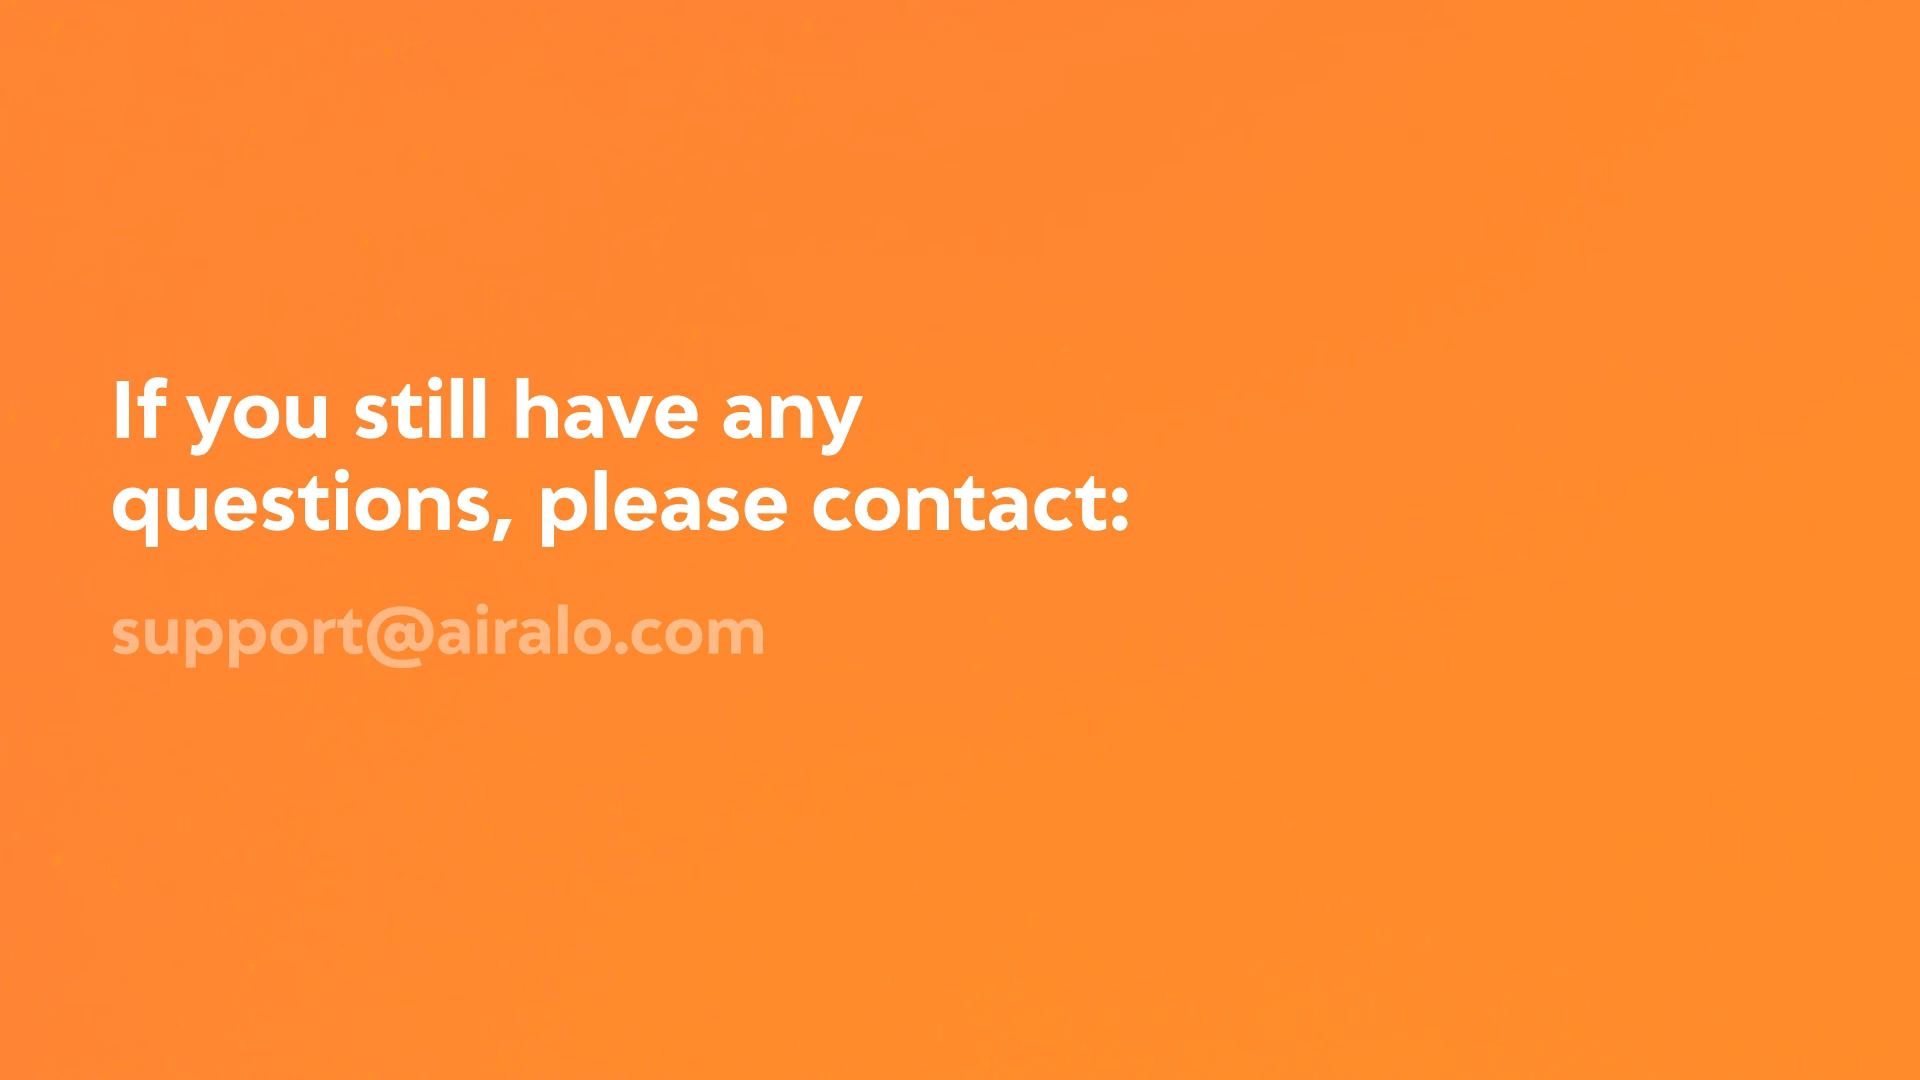 If you still have any
questions, please contact:
support@airalo.com